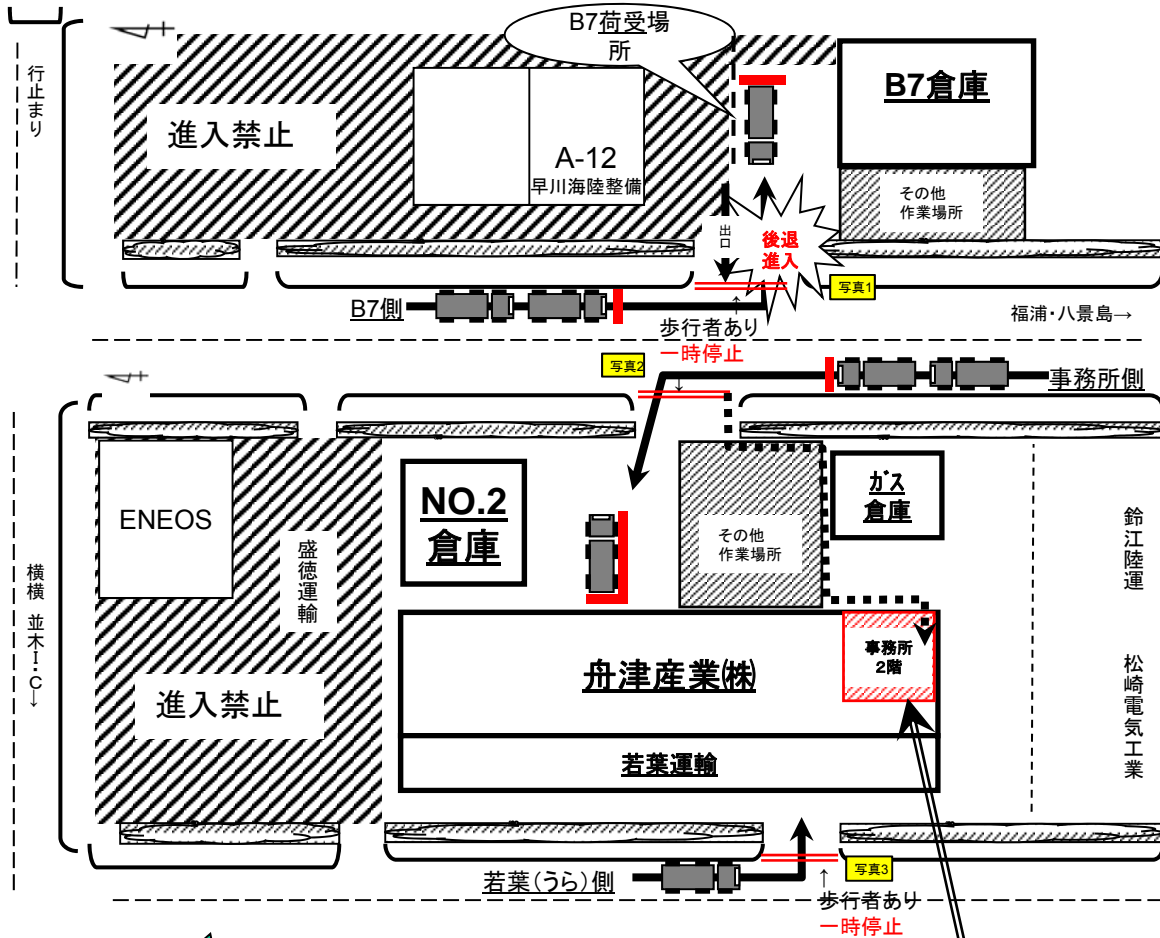 B7荷受場
所
行止まり
進入禁止
A-12
早川海陸整備
B7倉庫
その他
作業場所
出口
後退
進入
写真1
B7側
↑
歩行者あり
一時停止
福浦・八景島→
写真2
↓
事務所側
ENEOS
盛徳運輸
NO.2
倉庫
その他
作業場所
ガス
倉庫
鈴江陸運
横横 並木I・C→
進入禁止
舟津産業㈱
事務所
2階
松崎電気工業
若葉運輸
若葉(うら)側
写真3
↑
歩行者あり
一時停止